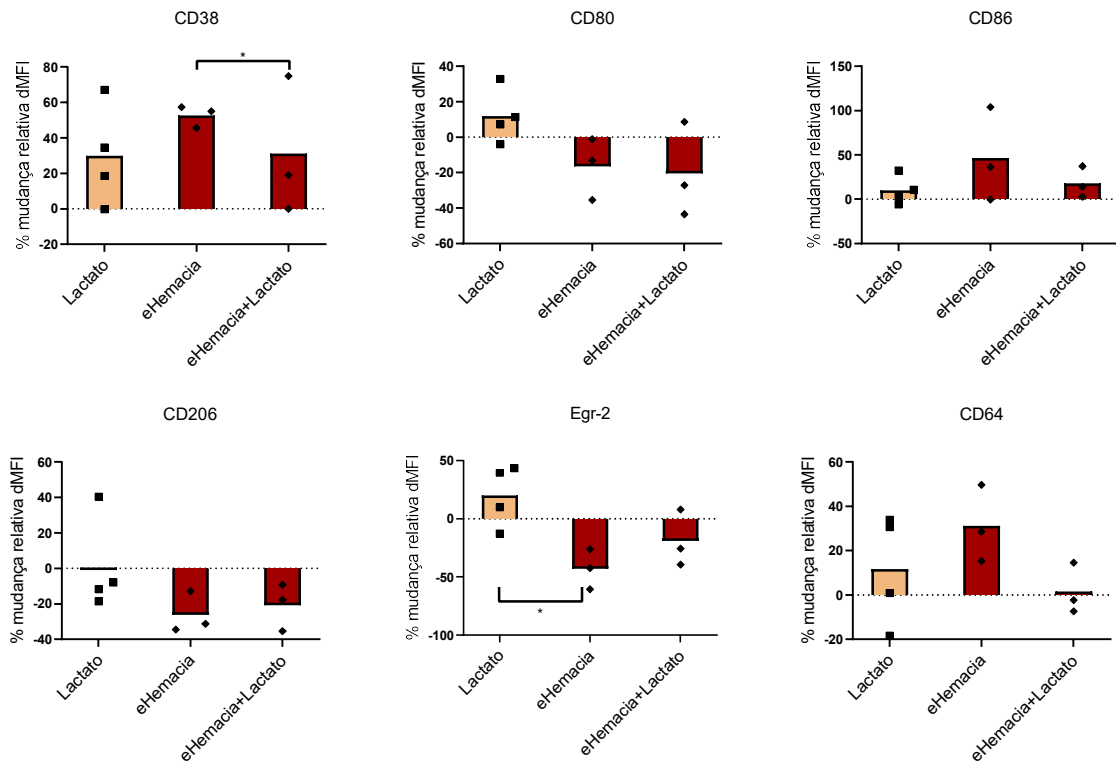 CD38
% mudança relativa dMFI
80
60
40
20
0
-20
*
Lactato
eHemacia
eHemacia+Lactato
CD80
% mudança relativa dMFI
40
20
0
-20
-40
-60
Lactato
eHemacia
eHemacia+Lactato
CD86
% mudança relativa dMFI
150
100
50
0
-50
Lactato
eHemacia
eHemacia+Lactato
CD206
% mudança relativa dMFI
60
40
20
0
-20
-40
Lactato
eHemacia
eHemacia+Lactato
Egr-2
% mudança relativa dMFI
50
0
-50
-100
*
Lactato
eHemacia
eHemacia+Lactato
CD64
% mudança relativa dMFI
60
40
20
0
-20
Lactato
eHemacia
eHemacia+Lactato